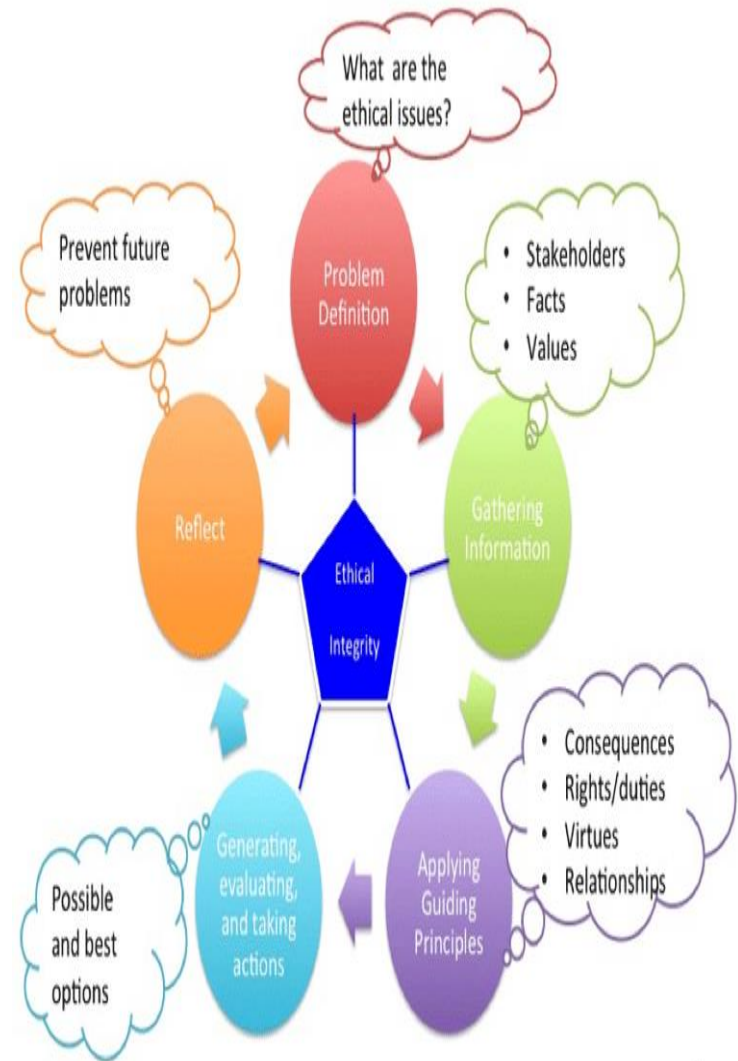 What are the
ethical issues?
Problem
Definition
• Stakeholders
• Facts
• Values
Gathering
Information
• Consequences
• Rights/duties
• Virtues
• Relationships
Applying
Guiding
Principles
Generating,
evaluating,
and taking
actions
Possible
and best
options
Reflect
Prevent future
problems
Ethical
Integrity